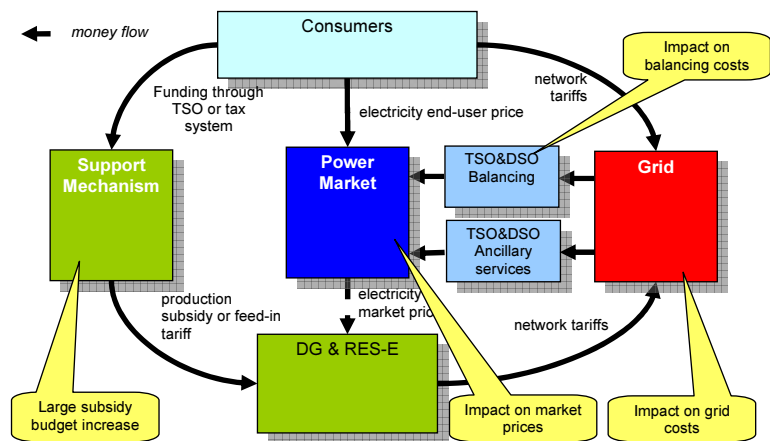 Consumers
money flow
Impact on
balancing costs
Funding through
TSO or tax
system
electricity end-user price
network
tariffs
Support
Mechanism
Power
Market
TSO&DSO
Balancing
Grid
TSO&DSO
Ancillary
services
production
subsidy or feed-in
tariff
electricity
market
network tariffs
DG & RES-E
Large subsidy
budget increase
Impact on market
prices
Impact on grid
costs